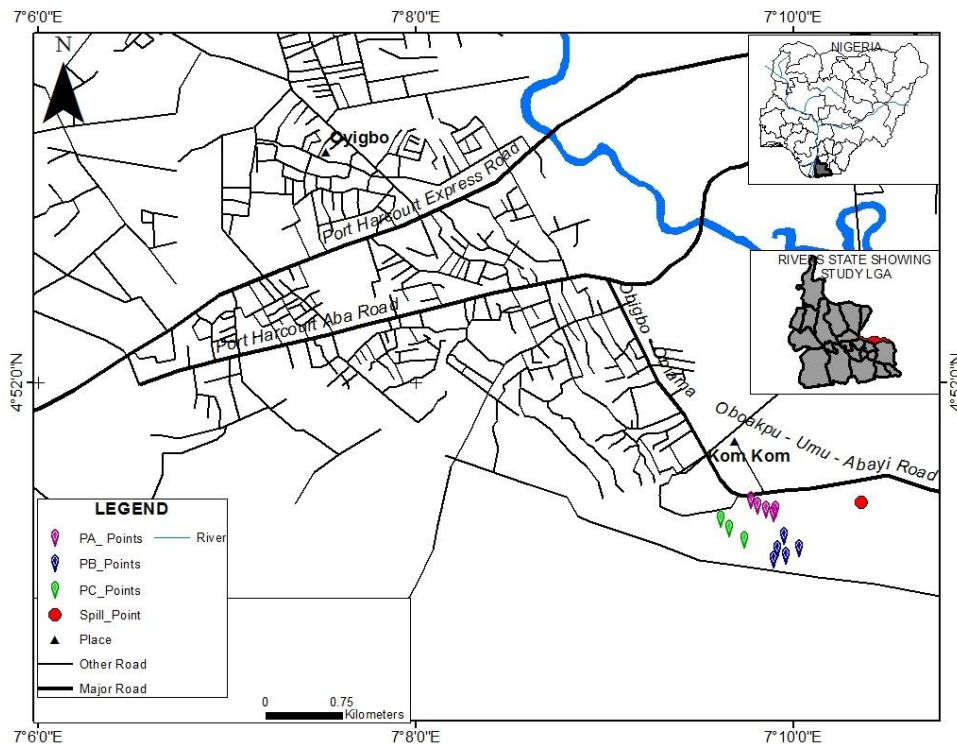 7°6'0"E
7°8'0"E
7°10'0"E
N
NIGERIA
Oyigbo
Port Harcourt Express Road
RIVERS STATE SHOWING
STUDY LGA
Port Harcourt Aba Road
Obigbo - Obiama
4°52'0"N
4°52'0"N
Oboakpu - Umu - Abayi Road
Kom Kom
LEGEND
PA_ Points
River
PB_Points
PC_Points
Spill_Point
Place
Other Road
Major Road
0
0.75
Kilometers
7°6'0"E
7°8'0"E
7°10'0"E